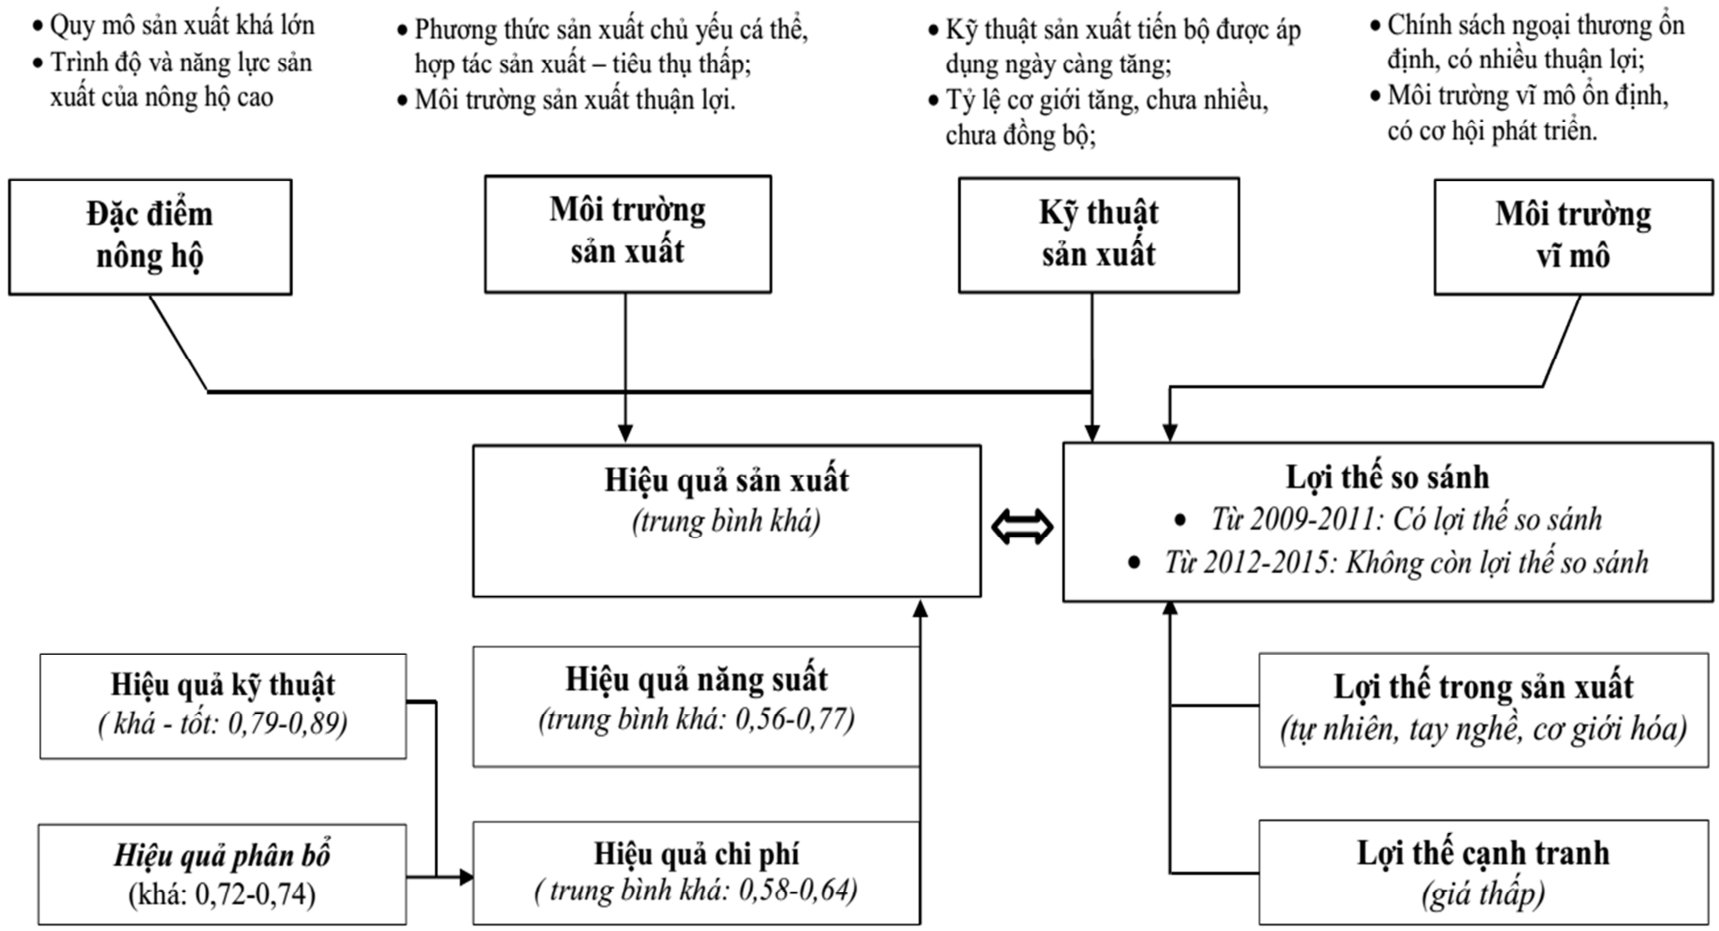 • Quy mô sản xuất khá lớn
• Trình độ và năng lực sản
xuất của nông hộ cao
• Phương thức sản xuất chủ yếu cá thể,
hợp tác sản xuất – tiêu thụ thấp;
• Môi trường sản xuất thuận lợi.
• Kỹ thuật sản xuất tiến bộ được áp
dụng ngày càng tăng;
• Tỷ lệ cơ giới tăng, chưa nhiều,
chưa đồng bộ;
• Chính sách ngoại thương ổn
định, có nhiều thuận lợi;
• Môi trường vĩ mô ổn định,
có cơ hội phát triển.
Đặc điểm
nông hộ
Môi trường
sản xuất
Kỹ thuật
sản xuất
Môi trường
vĩ mô
Hiệu quả sản xuất
(trung bình khá)
Lợi thế so sánh
• Từ 2009-2011: Có lợi thế so sánh
• Từ 2012-2015: Không còn lợi thế so sánh
Hiệu quả kỹ thuật
( khá - tốt: 0,79-0,89)
Hiệu quả năng suất
(trung bình khá: 0,56-0,77)
Lợi thế trong sản xuất
(tự nhiên, tay nghề, cơ giới hóa)
Hiệu quả phân bổ
(khá: 0,72-0,74)
Hiệu quả chi phí
( trung bình khá: 0,58-0,64)
Lợi thế cạnh tranh
(giá thấp)